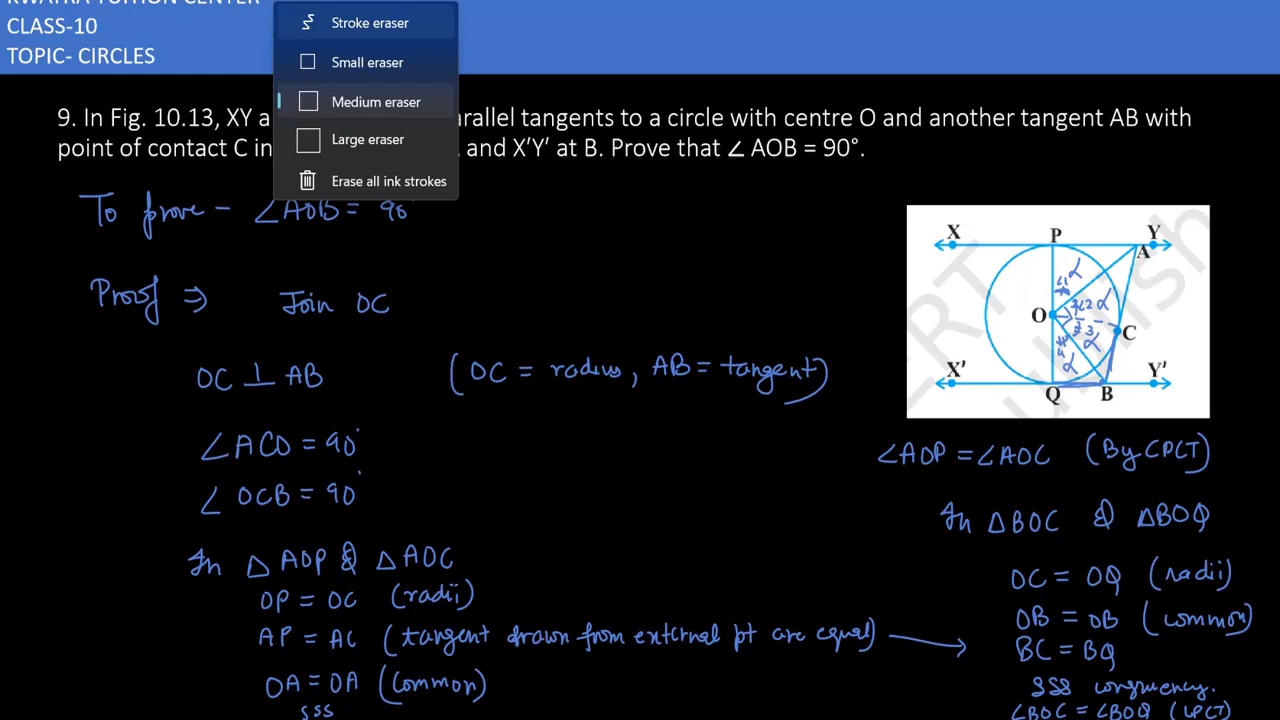 KWATRA TUITION CENTER
CLASS-10
TOPIC- CIRCLES
Stroke eraser
Small eraser
Medium eraser
Large eraser
Erase all ink strokes
9. In Fig. 10.13, XY a rallel tangents to a circle with centre O and another tangent AB with
point of contact C in and X′Y′ at B. Prove that ∠ AOB = 90°.
To prove - ∠AOB = 90°
Proof ⇒ Join OC
OC ⊥ AB (OC = radius, AB = tangent)
∠ACO = 90°
∠OCB = 90°
In △AOP & △AOC
OP = OC (radii)
AP = AC (tangent drawn from external pt are equal) →
OA = OA (common)
SSS
X P Y
A
O
C
X' Q B Y'
∠1 α
∠2 α
3 α
4 α
∠AOP = ∠AOC (By CPCT)
In △BOC & △BOQ
OC = OQ (radii)
OB = OB (common)
BC = BQ
SSS congruency.
∠BOC = ∠BOQ (CPCT)